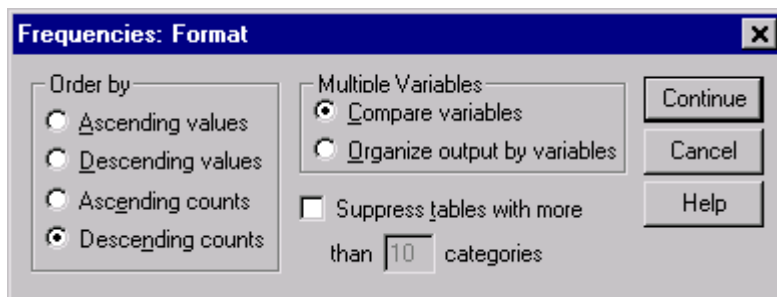 Frequencies: Format
Order by
Ascending values
Descending values
Ascending counts
Descending counts
Multiple Variables
Compare variables
Organize output by variables
Suppress tables with more
than 10 categories
Continue
Cancel
Help